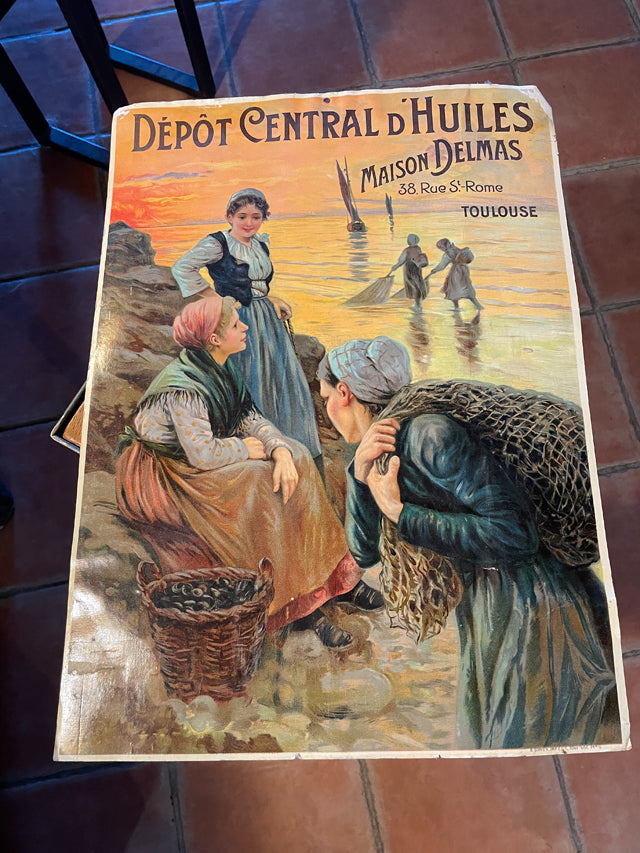 DÉPÔT CENTRAL D'HUILES
MAISON DELMAS
38, Rue St-Rome
TOULOUSE